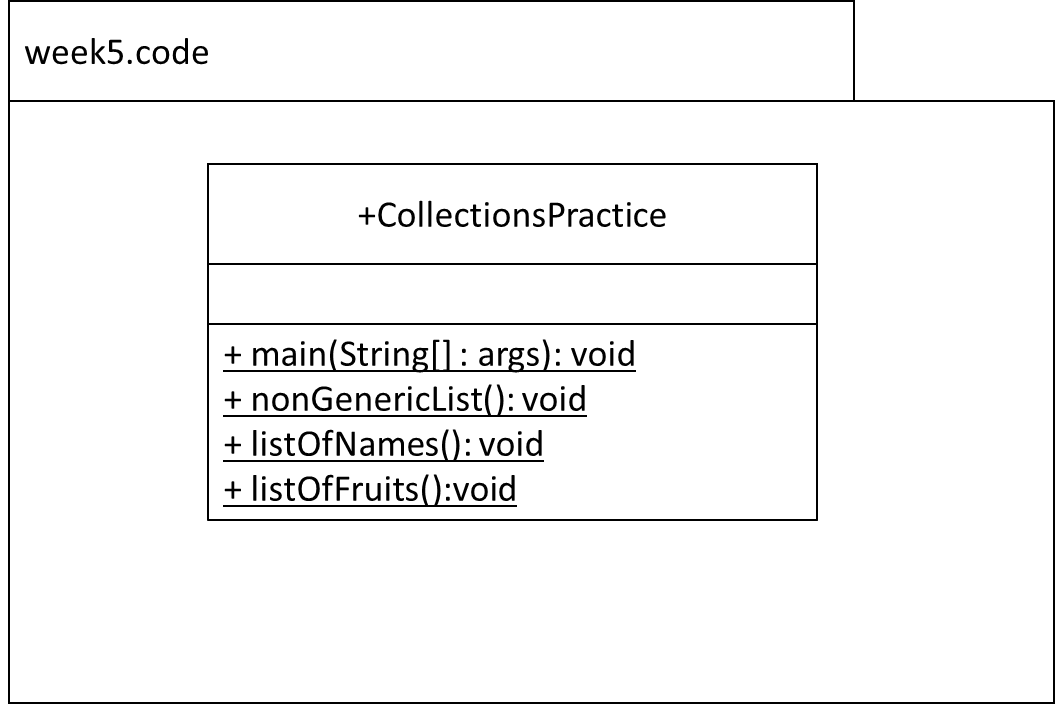 week5.code
+CollectionsPractice
+ main(String[] : args): void
+ nonGenericList(): void
+ listOfNames(): void
+ listOfFruits():void